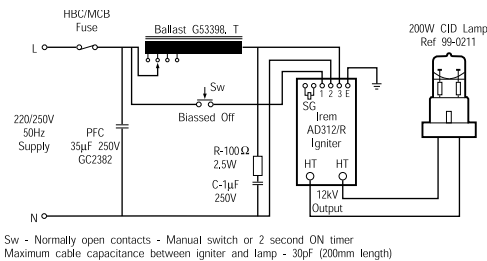 HBC/MCB
Fuse
Ballast G53398. T
200W CID Lamp
Ref 99-0211
L
Sw
Biassed Off
1 2 3 E
SG
Irem
AD312/R
Igniter
HT HT
220/250V
50Hz
Supply
PFC
35µF 250V
GC2382
R-100Ω
2,5W
C-1µF
250V
12kV
Output
N
Sw - Normally open contacts - Manual switch or 2 second ON timer
Maximum cable capacitance between igniter and lamp - 30pF (200mm length)